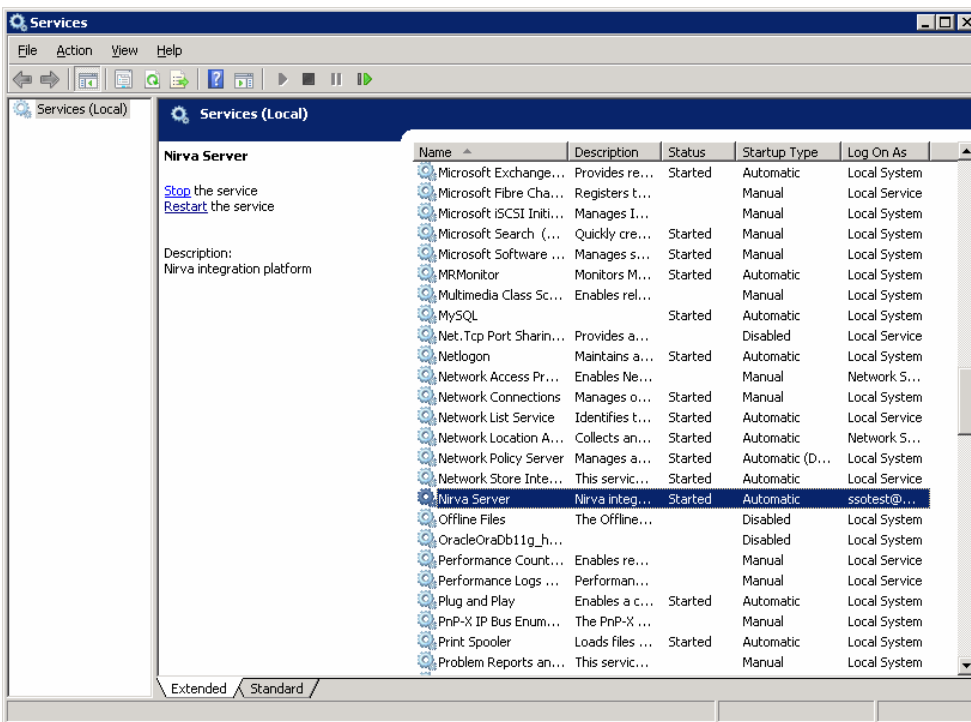 Services
File Action View Help
Services (Local)
Services (Local)
Nirva Server
Stop the service
Restart the service
Description:
Nirva integration platform
Name Description Status Startup Type Log On As
Microsoft Exchange... Provides re... Started Automatic Local System
Microsoft Fibre Cha... Registers t... Manual Local Service
Microsoft iSCSI Initi... Manages I... Manual Local System
Microsoft Search (... Quickly cre... Started Manual Local System
Microsoft Software ... Manages s... Started Manual Local System
MRMonitor Monitors M... Started Automatic Local System
Multimedia Class Sc... Enables rel... Manual Local System
MySQL Started Automatic Local System
Net.Tcp Port Sharin... Provides a... Disabled Local Service
Netlogon Maintains a... Started Automatic Local System
Network Access Pr... Enables Ne... Manual Network S...
Network Connections Manages o... Started Manual Local System
Network List Service Identifies t... Started Automatic Local Service
Network Location A... Collects an... Started Automatic Network S...
Network Policy Server Manages a... Started Automatic (D... Local System
Network Store Inte... This servic... Started Automatic Local Service
Nirva Server Nirva integ... Started Automatic ssotest@...
Offline Files The Offline... Disabled Local System
OracleOraDb11g_h... Disabled Local System
Performance Count... Enables re... Manual Local Service
Performance Logs ... Performan... Manual Local Service
Plug and Play Enables a c... Started Automatic Local System
PnP-X IP Bus Enum... The PnP-X ... Manual Local System
Print Spooler Loads files ... Started Automatic Local System
Problem Reports an... This servic... Manual Local System
Extended Standard